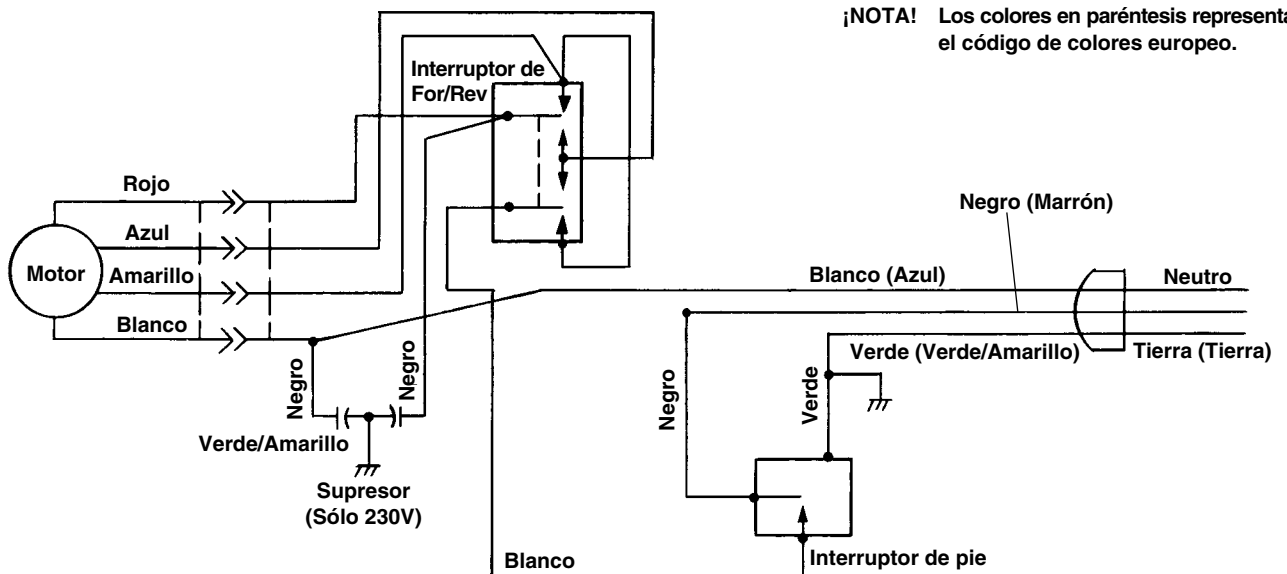 ¡NOTA! Los colores en paréntesis representa
el código de colores europeo.
Interruptor de
For/Rev
Rojo
Azul
Motor
Amarillo
Blanco
Negro (Marrón)
Blanco (Azul)
Neutro
Verde (Verde/Amarillo)
Tierra (Tierra)
Negro
Negro
Negro
Verde
Verde/Amarillo
Supresor
(Sólo 230V)
Blanco
Interruptor de pie